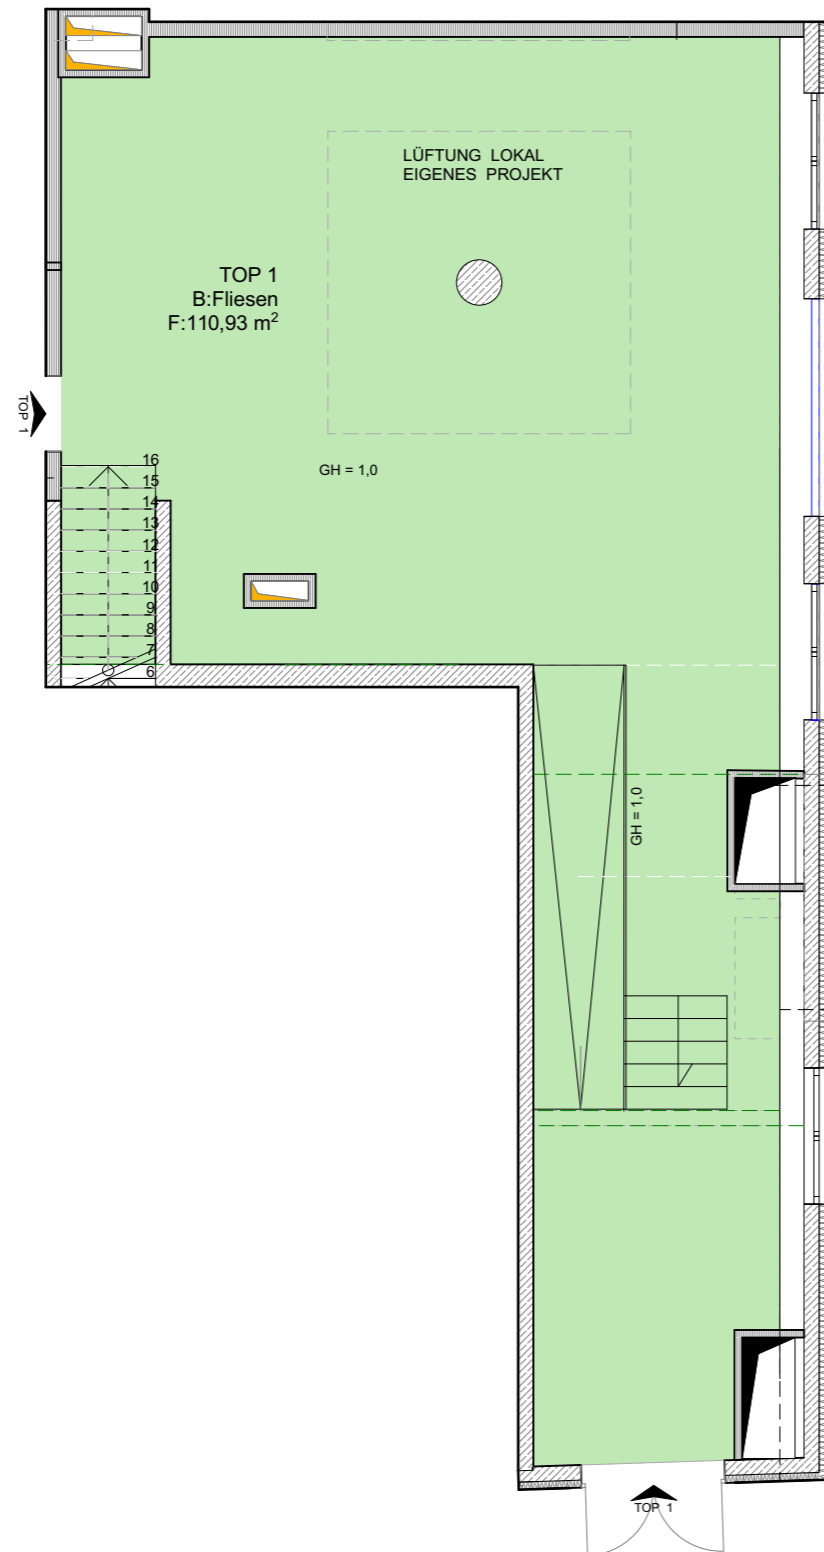 LÜFTUNG LOKAL
EIGENES PROJEKT
TOP 1
B:Fliesen
F:110,93 m²
TOP 1
GH = 1,0
16
15
14
13
12
11
10
9
8
7
6
GH = 1,0
TOP 1